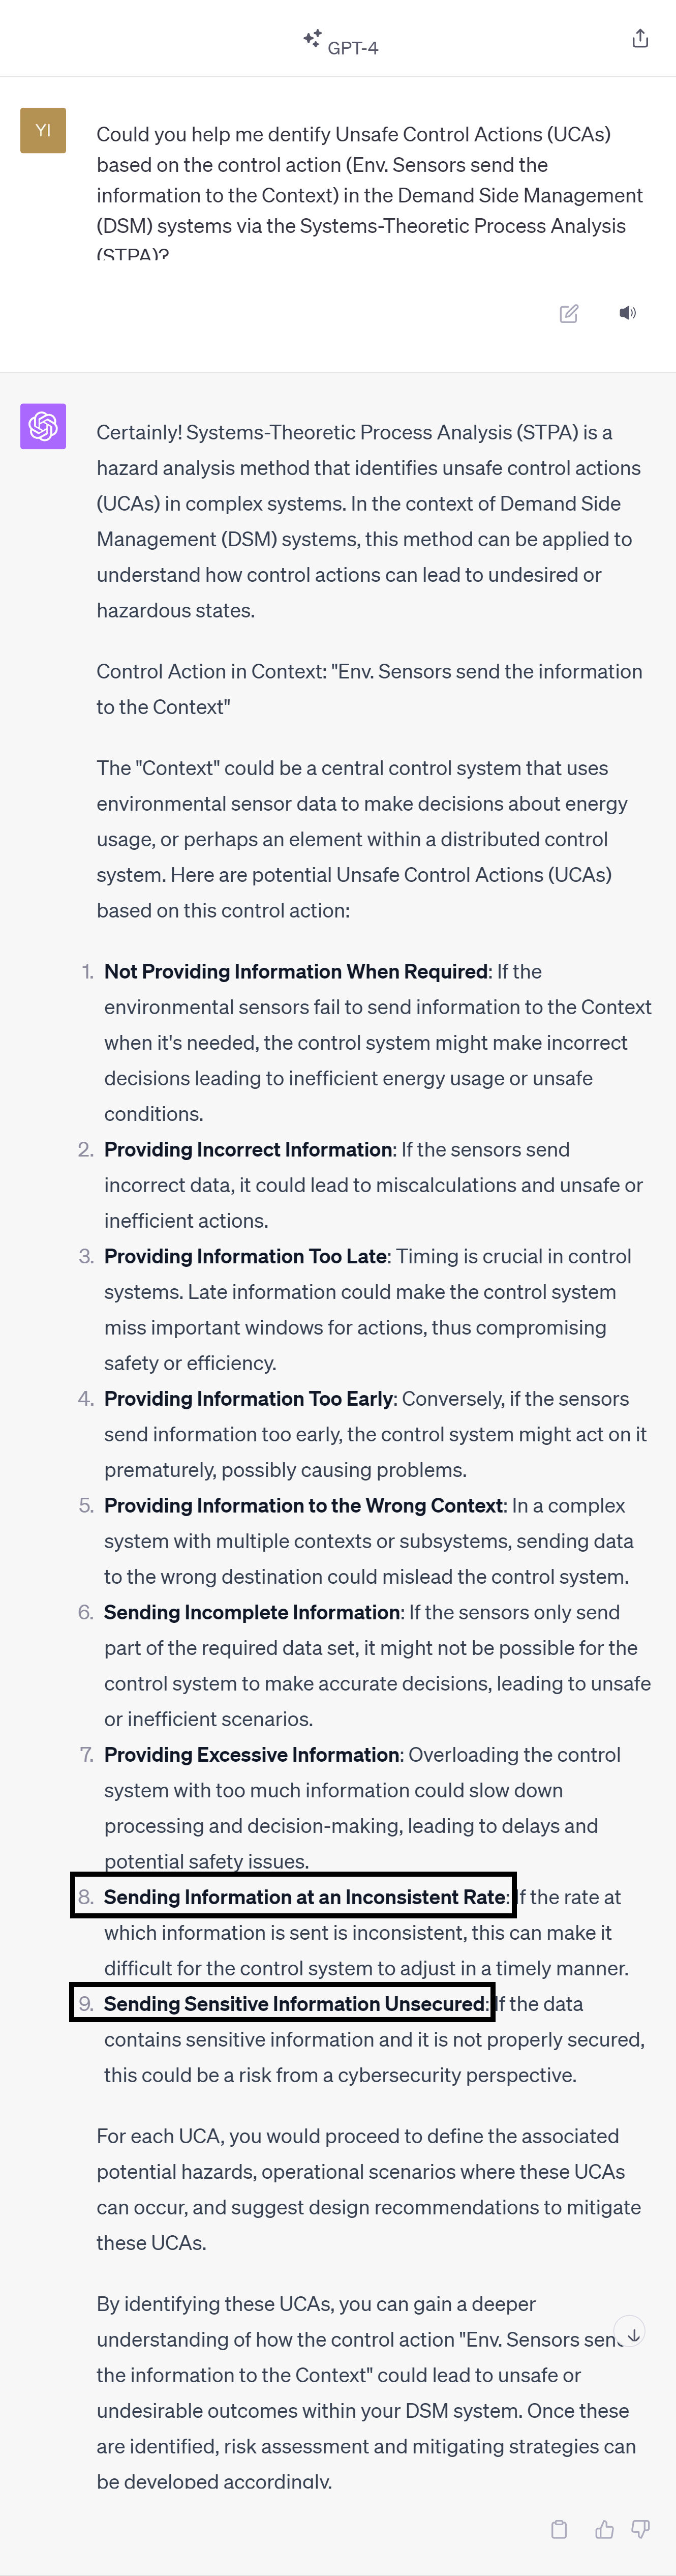 GPT-4
YI
Could you help me dentify Unsafe Control Actions (UCAs)
based on the control action (Env. Sensors send the
information to the Context) in the Demand Side Management
(DSM) systems via the Systems-Theoretic Process Analysis
(STPA)?
Certainly! Systems-Theoretic Process Analysis (STPA) is a
hazard analysis method that identifies unsafe control actions
(UCAs) in complex systems. In the context of Demand Side
Management (DSM) systems, this method can be applied to
understand how control actions can lead to undesired or
hazardous states.
Control Action in Context: "Env. Sensors send the information
to the Context"
The "Context" could be a central control system that uses
environmental sensor data to make decisions about energy
usage, or perhaps an element within a distributed control
system. Here are potential Unsafe Control Actions (UCAs)
based on this control action:
1. Not Providing Information When Required: If the
environmental sensors fail to send information to the Context
when it's needed, the control system might make incorrect
decisions leading to inefficient energy usage or unsafe
conditions.
2. Providing Incorrect Information: If the sensors send
incorrect data, it could lead to miscalculations and unsafe or
inefficient actions.
3. Providing Information Too Late: Timing is crucial in control
systems. Late information could make the control system
miss important windows for actions, thus compromising
safety or efficiency.
4. Providing Information Too Early: Conversely, if the sensors
send information too early, the control system might act on it
prematurely, possibly causing problems.
5. Providing Information to the Wrong Context: In a complex
system with multiple contexts or subsystems, sending data
to the wrong destination could mislead the control system.
6. Sending Incomplete Information: If the sensors only send
part of the required data set, it might not be possible for the
control system to make accurate decisions, leading to unsafe
or inefficient scenarios.
7. Providing Excessive Information: Overloading the control
system with too much information could slow down
processing and decision-making, leading to delays and
potential safety issues.
8. Sending Information at an Inconsistent Rate: If the rate at
which information is sent is inconsistent, this can make it
difficult for the control system to adjust in a timely manner.
9. Sending Sensitive Information Unsecured: If the data
contains sensitive information and it is not properly secured,
this could be a risk from a cybersecurity perspective.
For each UCA, you would proceed to define the associated
potential hazards, operational scenarios where these UCAs
can occur, and suggest design recommendations to mitigate
these UCAs.
By identifying these UCAs, you can gain a deeper
understanding of how the control action "Env. Sensors send
the information to the Context" could lead to unsafe or
undesirable outcomes within your DSM system. Once these
are identified, risk assessment and mitigating strategies can
be developed accordingly.